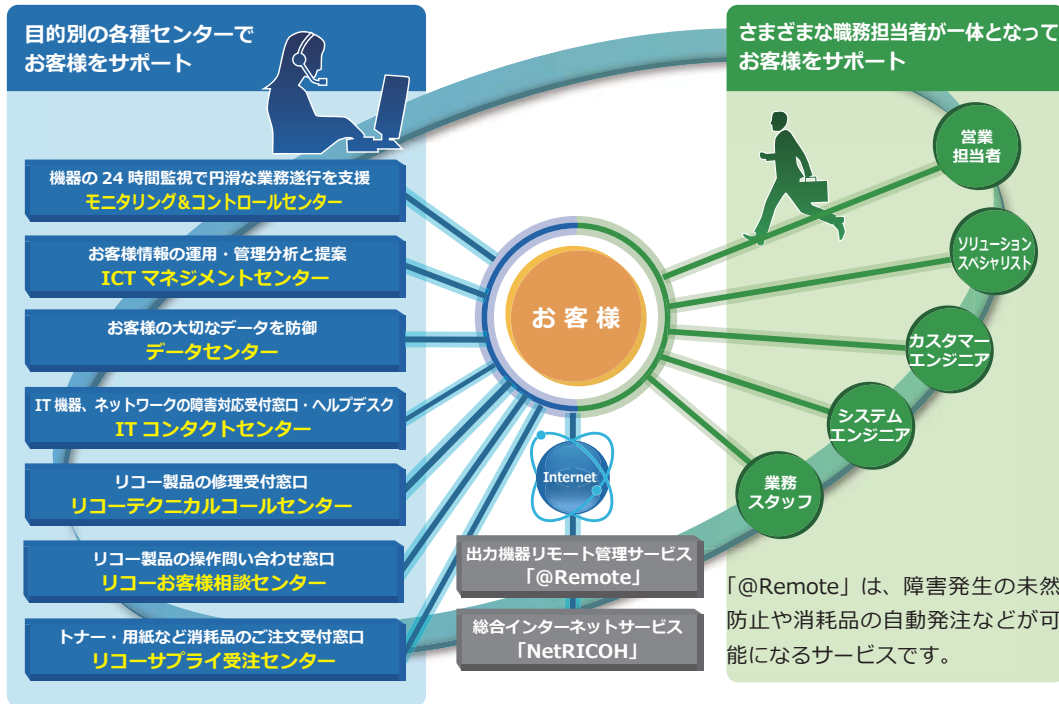 目的別の各種センターで
お客様をサポート
機器の 24 時間監視で円滑な業務遂行を支援
モニタリング&コントロールセンター
お客様情報の運用・管理分析と提案
ICT マネジメントセンター
お客様の大切なデータを防御
データセンター
IT 機器、ネットワークの障害対応受付窓口・ヘルプデスク
IT コンタクトセンター
リコー製品の修理受付窓口
リコーテクニカルコールセンター
リコー製品の操作問い合わせ窓口
リコーお客様相談センター
トナー・用紙など消耗品のご注文受付窓口
リコーサプライ受注センター
お客様
Internet
出力機器リモート管理サービス
「@Remote」
総合インターネットサービス
「NetRICOH」
さまざまな職務担当者が一体となって
お客様をサポート
営業
担当者
ソリューション
スペシャリスト
カスタマー
エンジニア
システム
エンジニア
業務
スタッフ
「@Remote」は、障害発生の未然
防止や消耗品の自動発注などが可
能になるサービスです。